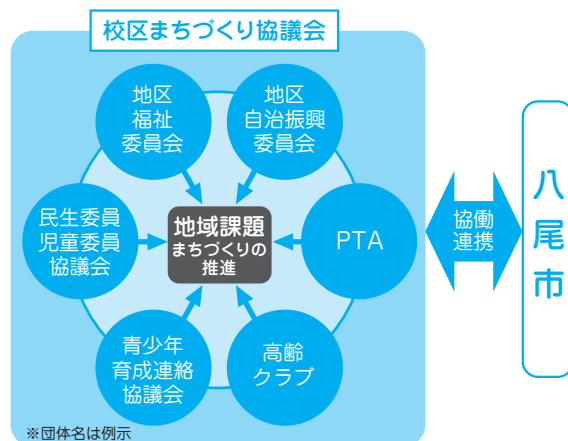 校区まちづくり協議会
地区
福祉
委員会
地区
自治振興
委員会
民生委員
児童委員
協議会
地域課題
まちづくりの
推進
PTA
青少年
育成連絡
協議会
高齢
クラブ
協働
連携
八尾市
※団体名は例示